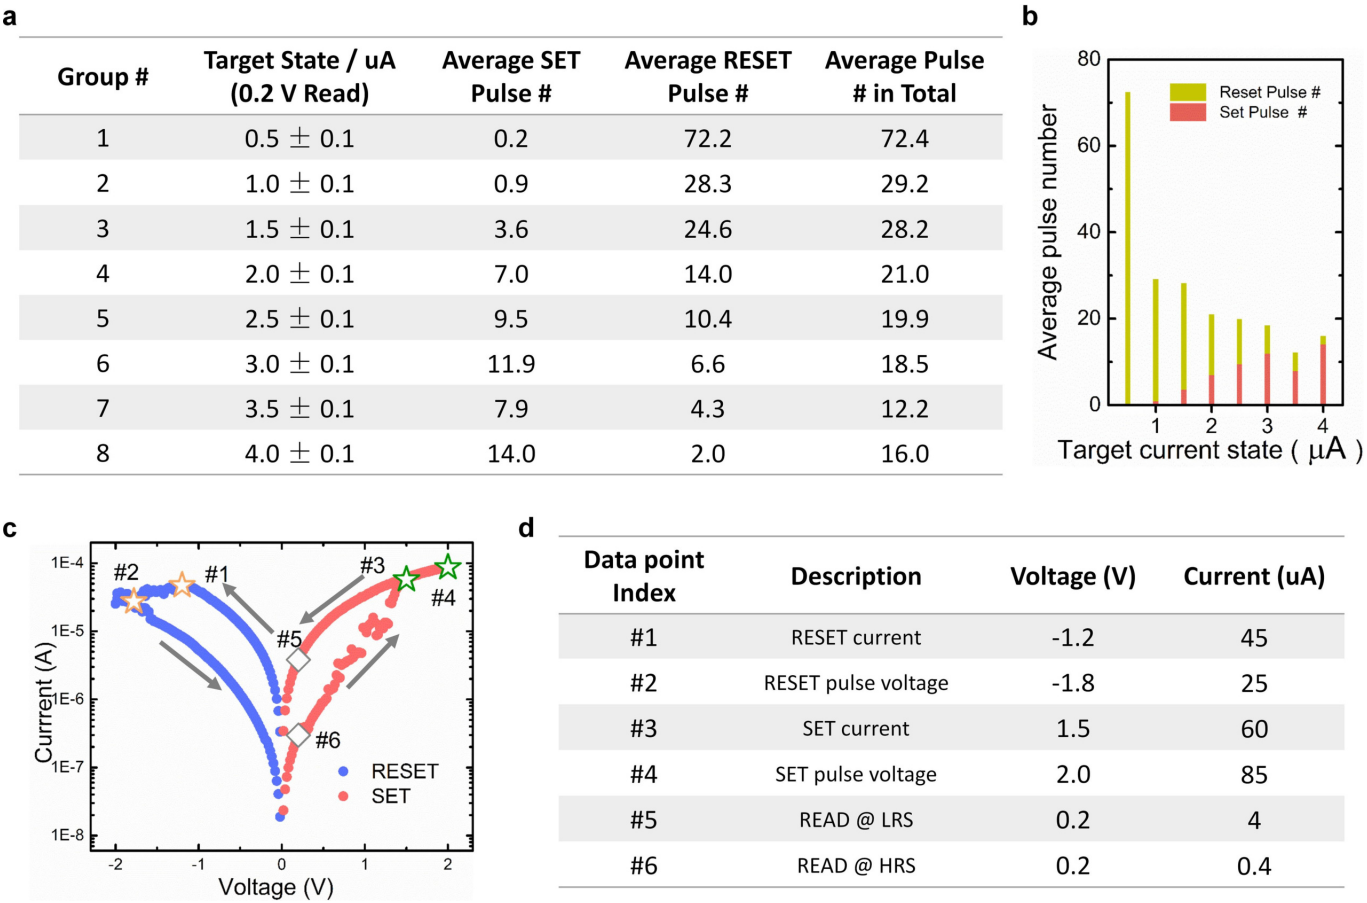 a
Group #
Target State / uA
(0.2 V Read)
Average SET
Pulse #
Average RESET
Pulse #
Average Pulse
# in Total
1 0.5 ± 0.1 0.2 72.2 72.4
2 1.0 ± 0.1 0.9 28.3 29.2
3 1.5 ± 0.1 3.6 24.6 28.2
4 2.0 ± 0.1 7.0 14.0 21.0
5 2.5 ± 0.1 9.5 10.4 19.9
6 3.0 ± 0.1 11.9 6.6 18.5
7 3.5 ± 0.1 7.9 4.3 12.2
8 4.0 ± 0.1 14.0 2.0 16.0
b
Average pulse number
80
60
40
20
0
Reset Pulse #
Set Pulse #
1 2 3 4
Target current state ( μA )
c
Currrent (A)
1E-4
1E-5
1E-6
1E-7
1E-8
#2
#1
#3
#4
#5
#6
RESET
SET
-2 -1 0 1 2
Voltage (V)
d
Data point
Index
Description
Voltage (V)
Current (uA)
#1 RESET current -1.2 45
#2 RESET pulse voltage -1.8 25
#3 SET current 1.5 60
#4 SET pulse voltage 2.0 85
#5 READ @ LRS 0.2 4
#6 READ @ HRS 0.2 0.4